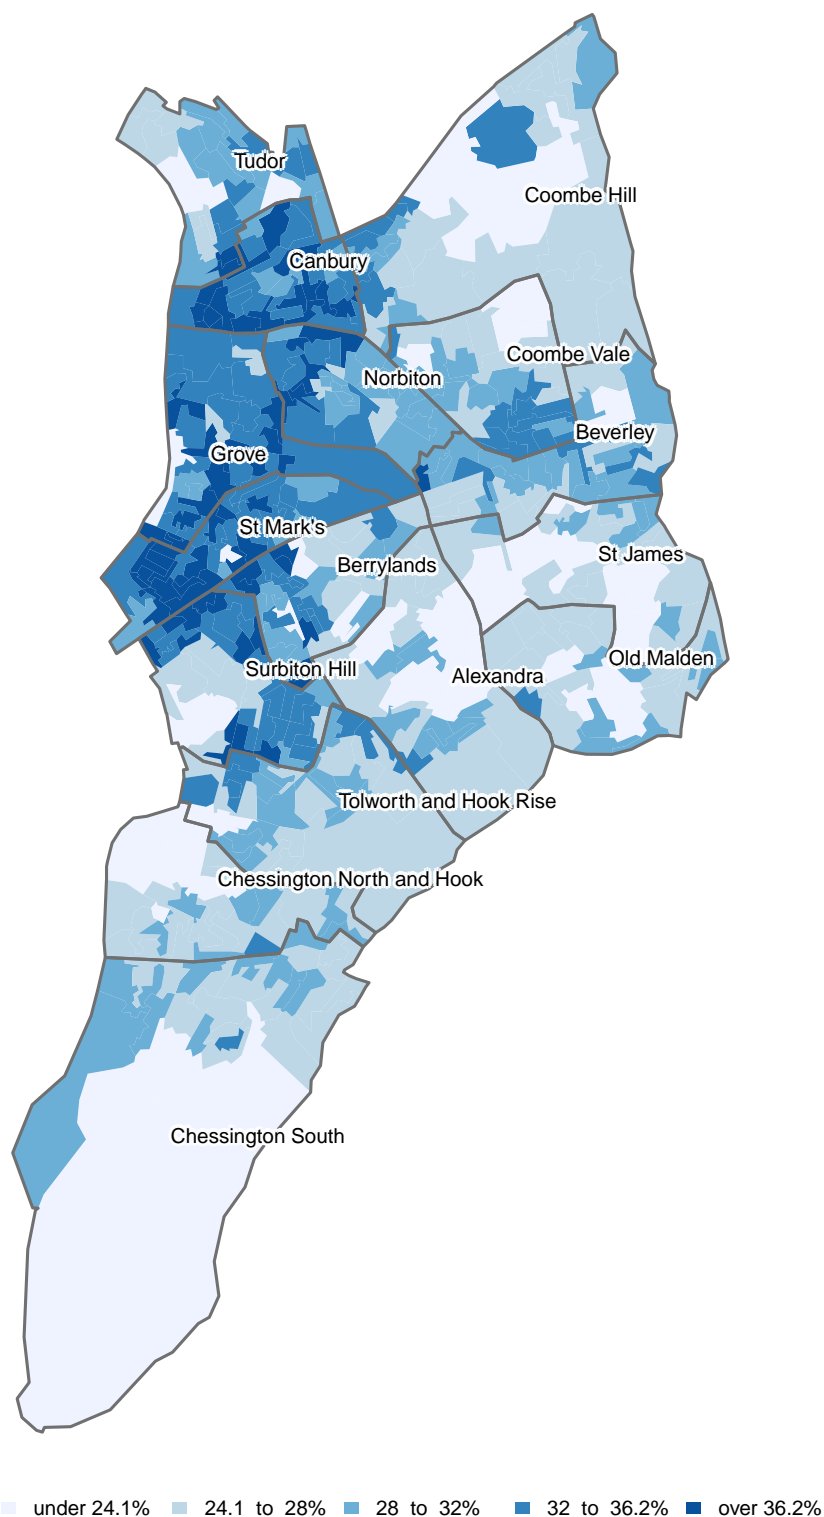 Tudor
Coombe Hill
Canbury
Coombe Vale
Norbiton
Beverley
Grove
St Mark's
St James
Berrylands
Old Malden
Surbiton Hill
Alexandra
Tolworth and Hook Rise
Chessington North and Hook
Chessington South
under 24.1% 24.1 to 28% 28 to 32% 32 to 36.2% over 36.2%